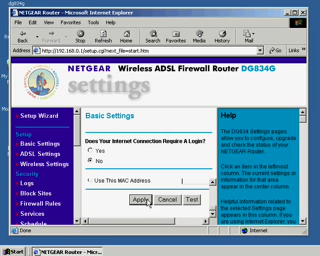 dg834g
NETGEAR Router - Microsoft Internet Explorer
File Edit View Favorites Tools Help
Back Forward Stop Refresh Home Search Favorites Media History
Address http://192.168.0.1/setup.cgi?next_file=start.htm Go Links »
NETGEAR Wireless ADSL Firewall Router DG834G
settings
Setup Wizard
Setup
Basic Settings
ADSL Settings
Wireless Settings
Security
Logs
Block Sites
Firewall Rules
Services
Schedule
Basic Settings
Does Your Internet Connection Require A Login?
Yes
No
Use This MAC Address
Apply Cancel Test
Help
The DG834 Settings pages
allow you to configure, upgrade
and check the status of your
NETGEAR Router.
Click an item in the leftmost
column. The current settings or
information for that area
appear in the center column.
Helpful information related to
the selected Settings page
appears in this column. If you
are using Internet Explorer, you
Done Internet
Start NETGEAR Router - Micr...